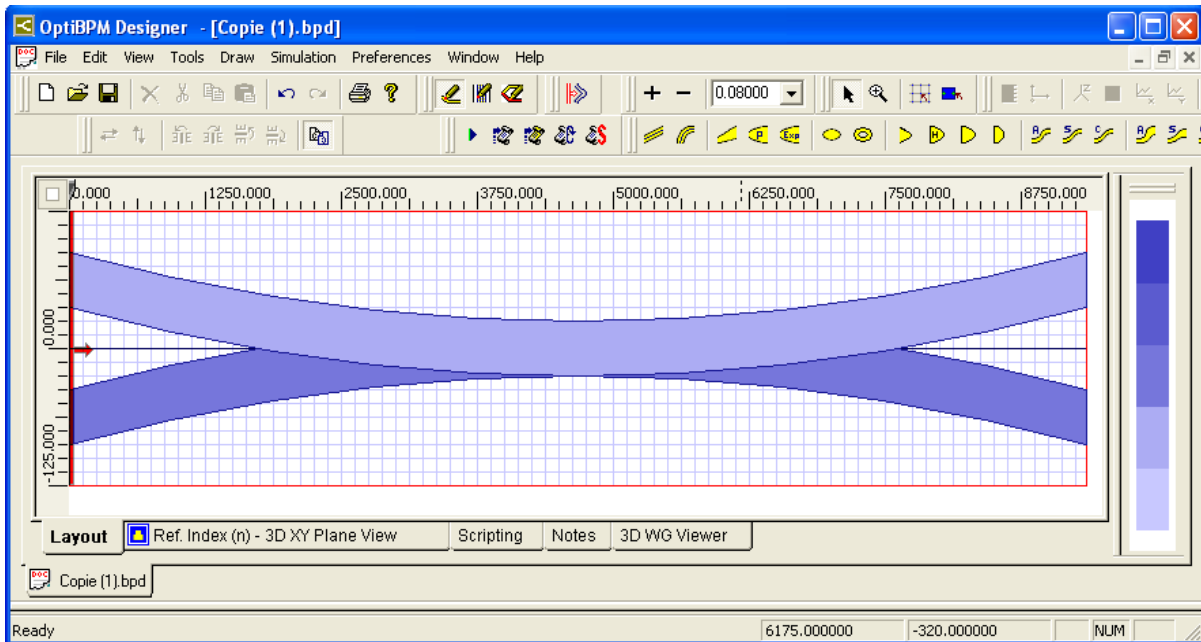 OptiBPM Designer - [Copie (1).bpd]
File Edit View Tools Draw Simulation Preferences Window Help
0.08000
0.000 1250.000 2500.000 3750.000 5000.000 6250.000 7500.000 8750.000
0.000
-125.000
Layout Ref. Index (n) - 3D XY Plane View Scripting Notes 3D WG Viewer
Copie (1).bpd
Ready 6175.000000 -320.000000 NUM